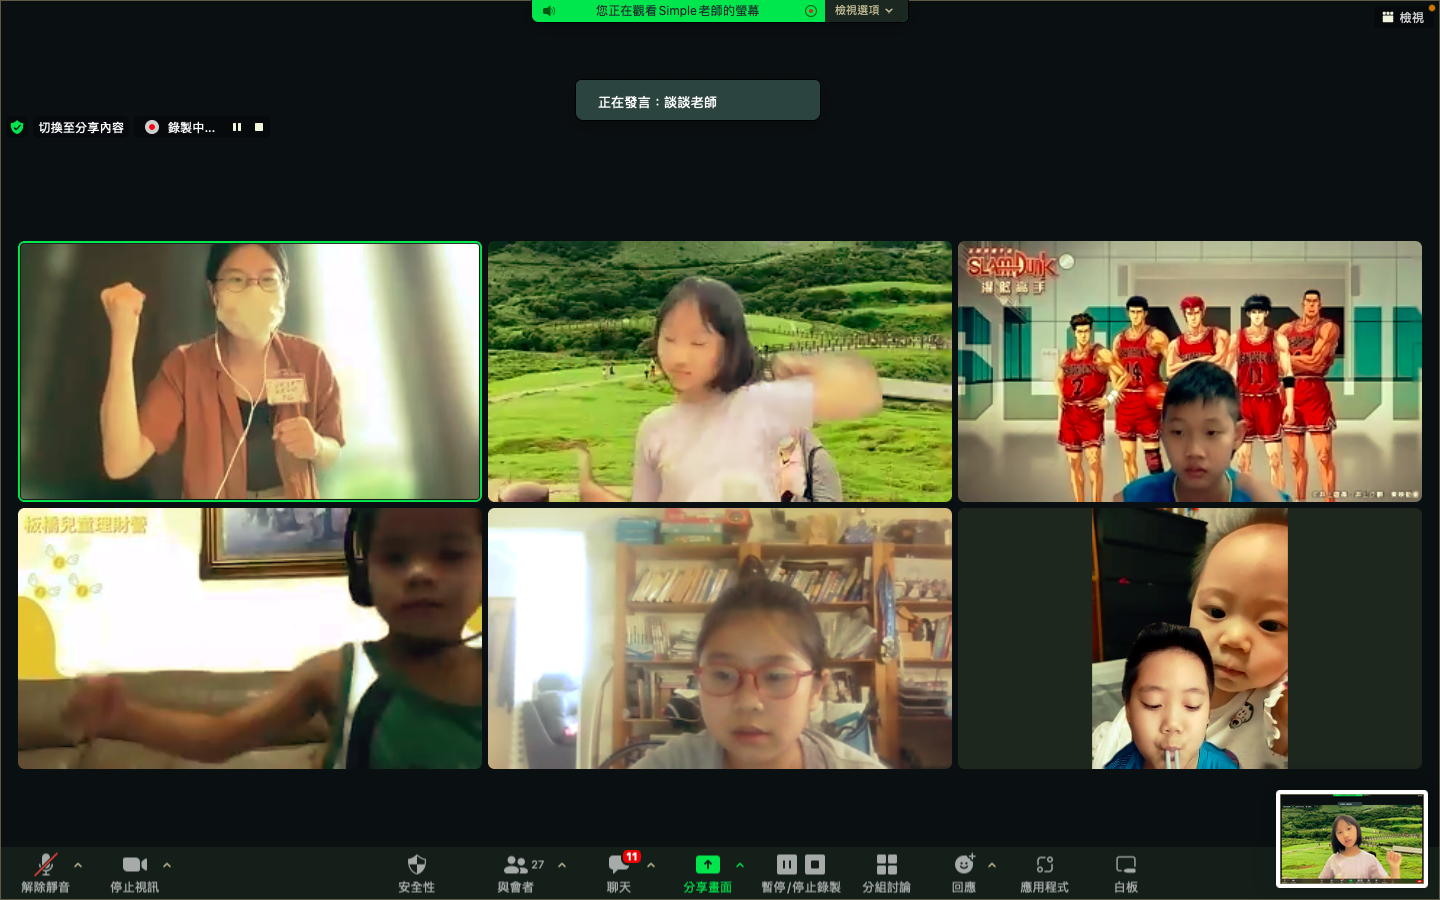 您正在觀看Simple老師的螢幕
檢視選項
檢視
正在發言：談談老師
切換至分享內容
錄製中...
SLAM DUNK
灌籃高手
板橋兒童理財營
27
11
解除靜音
停止視訊
安全性
與會者
聊天
分享畫面
暫停/停止錄製
分組討論
回應
應用程式
白板